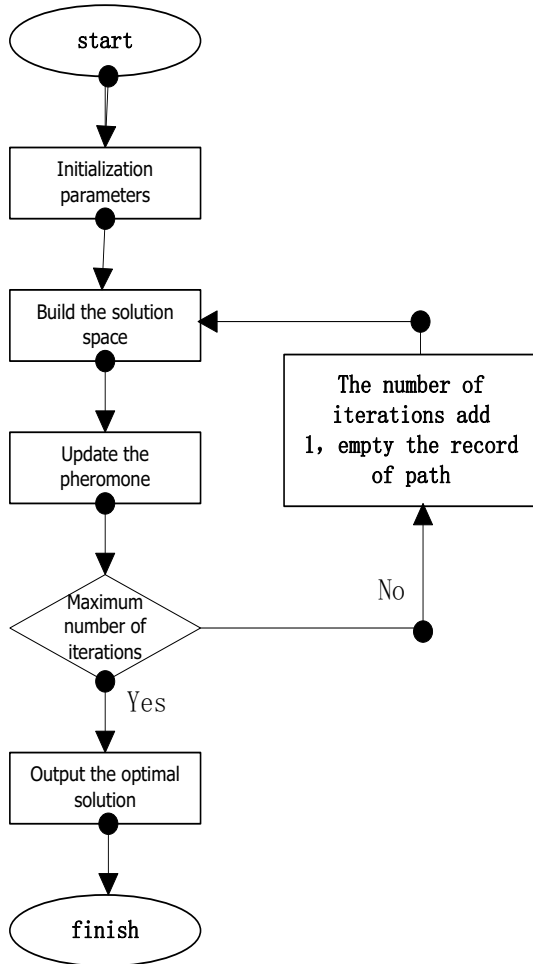 start
Initialization
parameters
Build the solution
space
The number of
iterations add
1, empty the record
of path
Update the
pheromone
No
Maximum
number of
iterations
Yes
Output the optimal
solution
finish